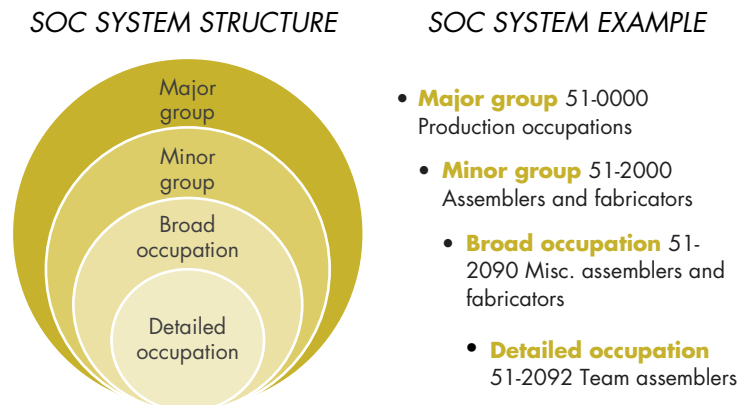 SOC SYSTEM STRUCTURE
Major
group
Minor
group
Broad
occupation
Detailed
occupation
SOC SYSTEM EXAMPLE
• Major group 51-0000
Production occupations
• Minor group 51-2000
Assemblers and fabricators
• Broad occupation 51-
2090 Misc. assemblers and
fabricators
• Detailed occupation
51-2092 Team assemblers